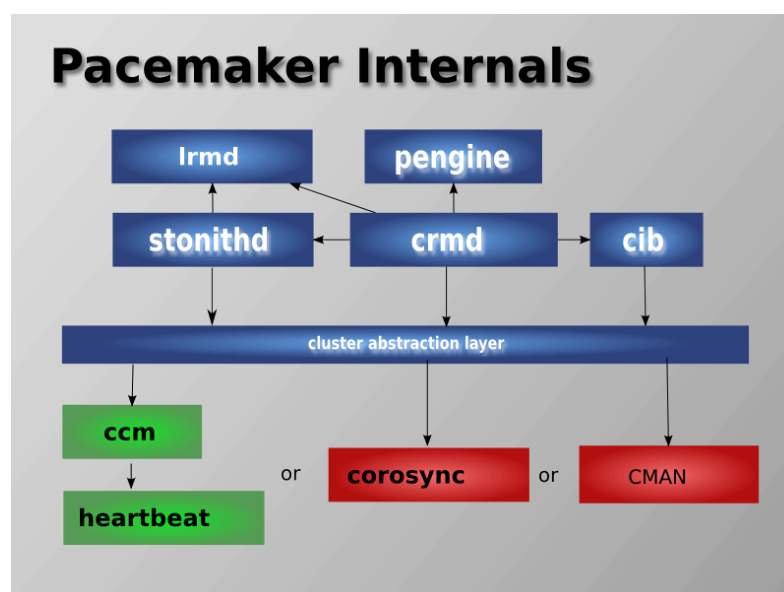 Pacemaker Internals
lrmd
pengine
stonithd
crmd
cib
cluster abstraction layer
ccm
or
corosync
or
CMAN
heartbeat